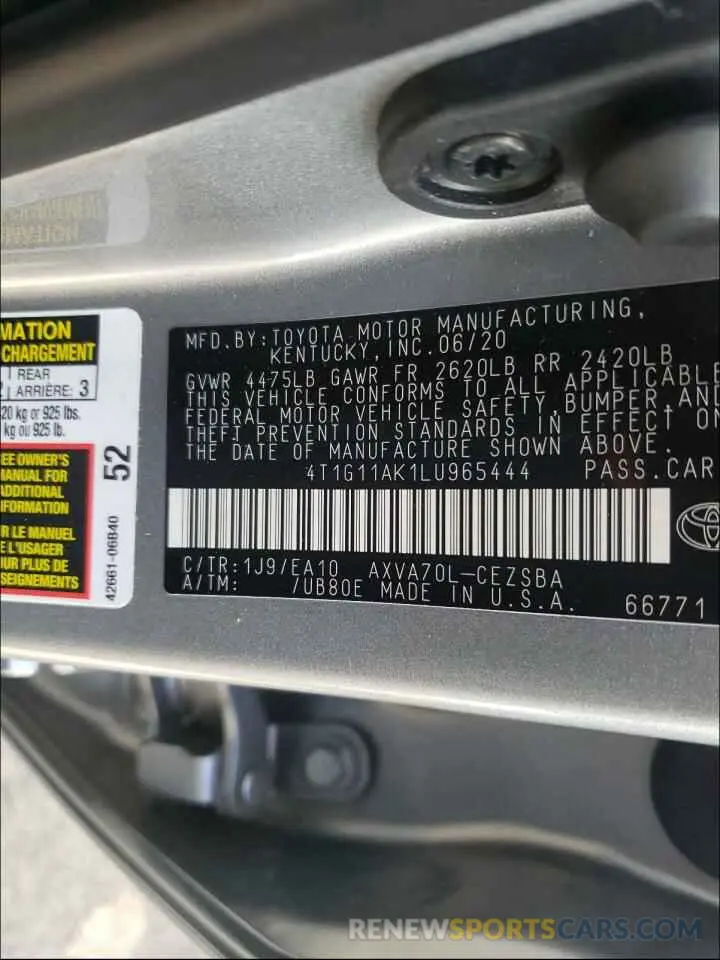 MFD. BY: TOYOTA MOTOR MANUFACTURING,
KENTUCKY, INC. 06/20
GVWR 4475LB GAWR FR 2620LB RR 2420LB
THIS VEHICLE CONFORMS TO ALL APPLICABLE
FEDERAL MOTOR VEHICLE SAFETY, BUMPER, AND
THEFT PREVENTION STANDARDS IN EFFECT ON
THE DATE OF MANUFACTURE SHOWN ABOVE.
4T1G11AK1LU965444 PASS. CAR
C/TR: 1J9/EA10 AXVA70L-CEZSBA
A/TM: /UB80E MADE IN U.S.A. 66771
MATION
CHARGEMENT
REAR
ARRIÈRE: 3
20 kg or 925 lbs.
kg ou 925 lb.
EE OWNER'S
MANUAL FOR
ADDITIONAL
INFORMATION
R LE MANUEL
E L'USAGER
OUR PLUS DE
SEIGNEMENTS
52
42661-06B40
RENEWSPORTSCARS.COM